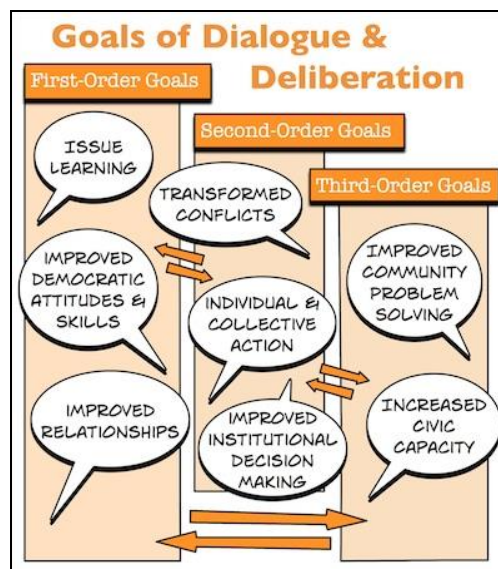 Goals of Dialogue &
Deliberation
First-Order Goals
ISSUE
LEARNING
IMPROVED
DEMOCRATIC
ATTITUDES &
SKILLS
IMPROVED
RELATIONSHIPS
Second-Order Goals
TRANSFORMED
CONFLICTS
INDIVIDUAL &
COLLECTIVE
ACTION
IMPROVED
INSTITUTIONAL
DECISION
MAKING
Third-Order Goals
IMPROVED
COMMUNITY
PROBLEM
SOLVING
INCREASED
CIVIC
CAPACITY